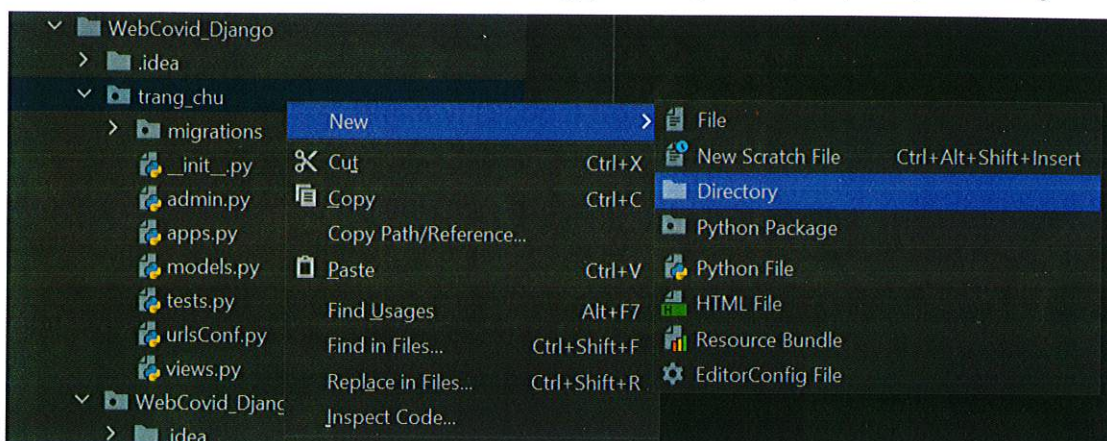 WebCovid_Django
.idea
trang_chu
migrations
__init__.py
admin.py
apps.py
models.py
tests.py
urlsConf.py
views.py
WebCovid_Djang
idea
New
Cut Ctrl+X
Copy Ctrl+C
Copy Path/Reference...
Paste Ctrl+V
Find Usages Alt+F7
Find in Files... Ctrl+Shift+F
Replace in Files... Ctrl+Shift+R
Inspect Code...
File
New Scratch File Ctrl+Alt+Shift+Insert
Directory
Python Package
Python File
HTML File
Resource Bundle
EditorConfig File